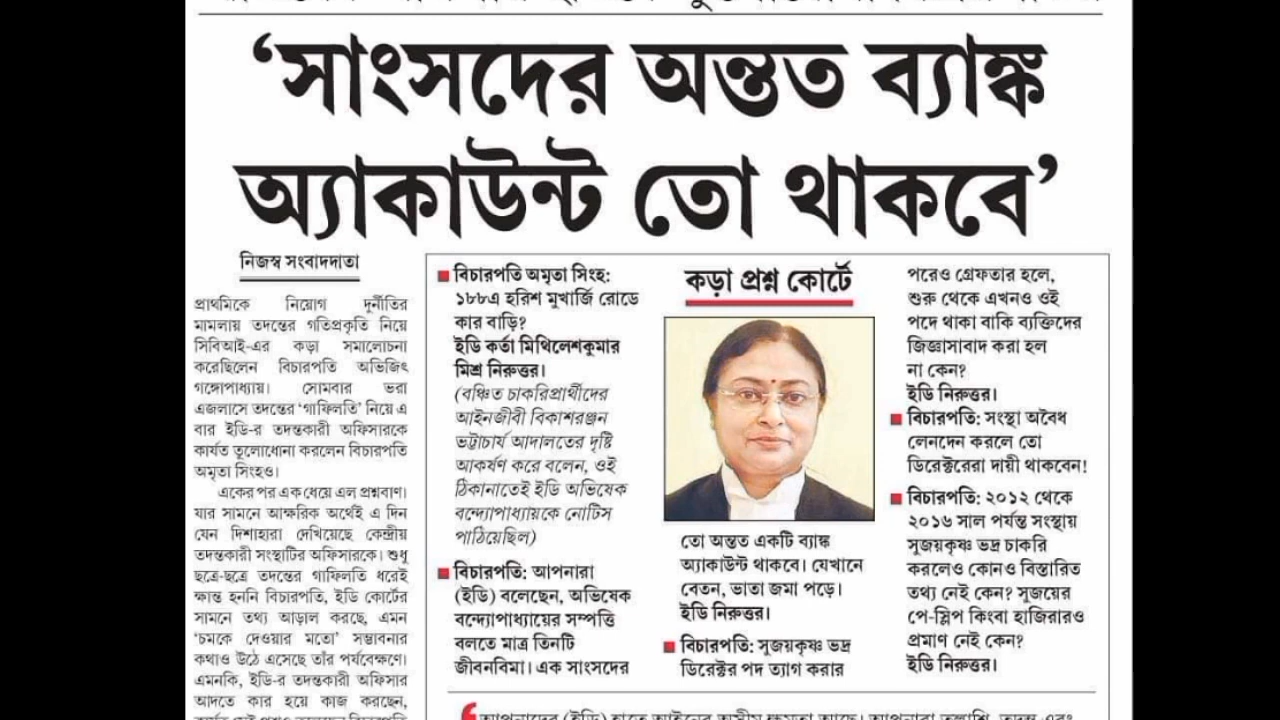 ‘সাংসদের অন্তত ব্যাঙ্ক
অ্যাকাউন্ট তো থাকবে’
নিজস্ব সংবাদদাতা
প্রাথমিকে নিয়োগ দুর্নীতির
মামলায় তদন্তের গতিপ্রকৃতি নিয়ে
সিবিআই-এর কড়া সমালোচনা
করেছিলেন বিচারপতি অভিজিৎ
গঙ্গোপাধ্যায়। সোমবার ভরা
এজলাসে তদন্তের ‘গাফিলতি’ নিয়ে এ
বার ইডি-র তদন্তকারী অফিসারকে
কার্যত তুলোধোনা করলেন বিচারপতি
অমৃতা সিংহও।
একের পর এক ধেয়ে এল প্রশ্নবাণ।
যার সামনে আক্ষরিক অর্থেই এ দিন
যেন দিশাহারা দেখিয়েছে কেন্দ্রীয়
তদন্তকারী সংস্থাটির অফিসারকে। শুধু
ছত্রে-ছত্রে তদন্তের গাফিলতি ধরেই
ক্ষান্ত হননি বিচারপতি, ইডি কোর্টের
সামনে তথ্য আড়াল করছে, এমন
‘চমকে দেওয়ার মতো’ সম্ভাবনার
কথাও উঠে এসেছে তাঁর পর্যবেক্ষণে।
এমনকি, ইডি-র তদন্তকারী অফিসার
আদতে কার হয়ে কাজ করছেন,
বিচারপতি অমৃতা সিংহ:
১৮৮এ হরিশ মুখার্জি রোডে
কার বাড়ি?
ইডি কর্তা মিথিলেশকুমার
মিশ্র নিরুত্তর।
(বঞ্চিত চাকরিপ্রার্থীদের
আইনজীবী বিকাশরঞ্জন
ভট্টাচার্য আদালতের দৃষ্টি
আকর্ষণ করে বলেন, ওই
ঠিকানাতেই ইডি অভিষেক
বন্দ্যোপাধ্যায়কে নোটিস
পাঠিয়েছিল)
বিচারপতি: আপনারা
(ইডি) বলেছেন, অভিষেক
বন্দ্যোপাধ্যায়ের সম্পত্তি
বলতে মাত্র তিনটি
জীবনবিমা। এক সাংসদের
কড়া প্রশ্ন কোর্টে
তো অন্তত একটি ব্যাঙ্ক
অ্যাকাউন্ট থাকবে। যেখানে
বেতন, ভাতা জমা পড়ে।
ইডি নিরুত্তর।
বিচারপতি: সুজয়কৃষ্ণ ভদ্র
ডিরেক্টর পদ ত্যাগ করার
পরেও গ্রেফতার হলে,
শুরু থেকে এখনও ওই
পদে থাকা বাকি ব্যক্তিদের
জিজ্ঞাসাবাদ করা হল
না কেন?
ইডি নিরুত্তর।
বিচারপতি: সংস্থা অবৈধ
লেনদেন করলে তো
ডিরেক্টরেরা দায়ী থাকবেন!
বিচারপতি: ২০১২ থেকে
২০১৬ সাল পর্যন্ত সংস্থায়
সুজয়কৃষ্ণ ভদ্র চাকরি
করলেও কোনও বিস্তারিত
তথ্য নেই কেন? সুজয়ের
পে-স্লিপ কিংবা হাজিরারও
প্রমাণ নেই কেন?
ইডি নিরুত্তর।